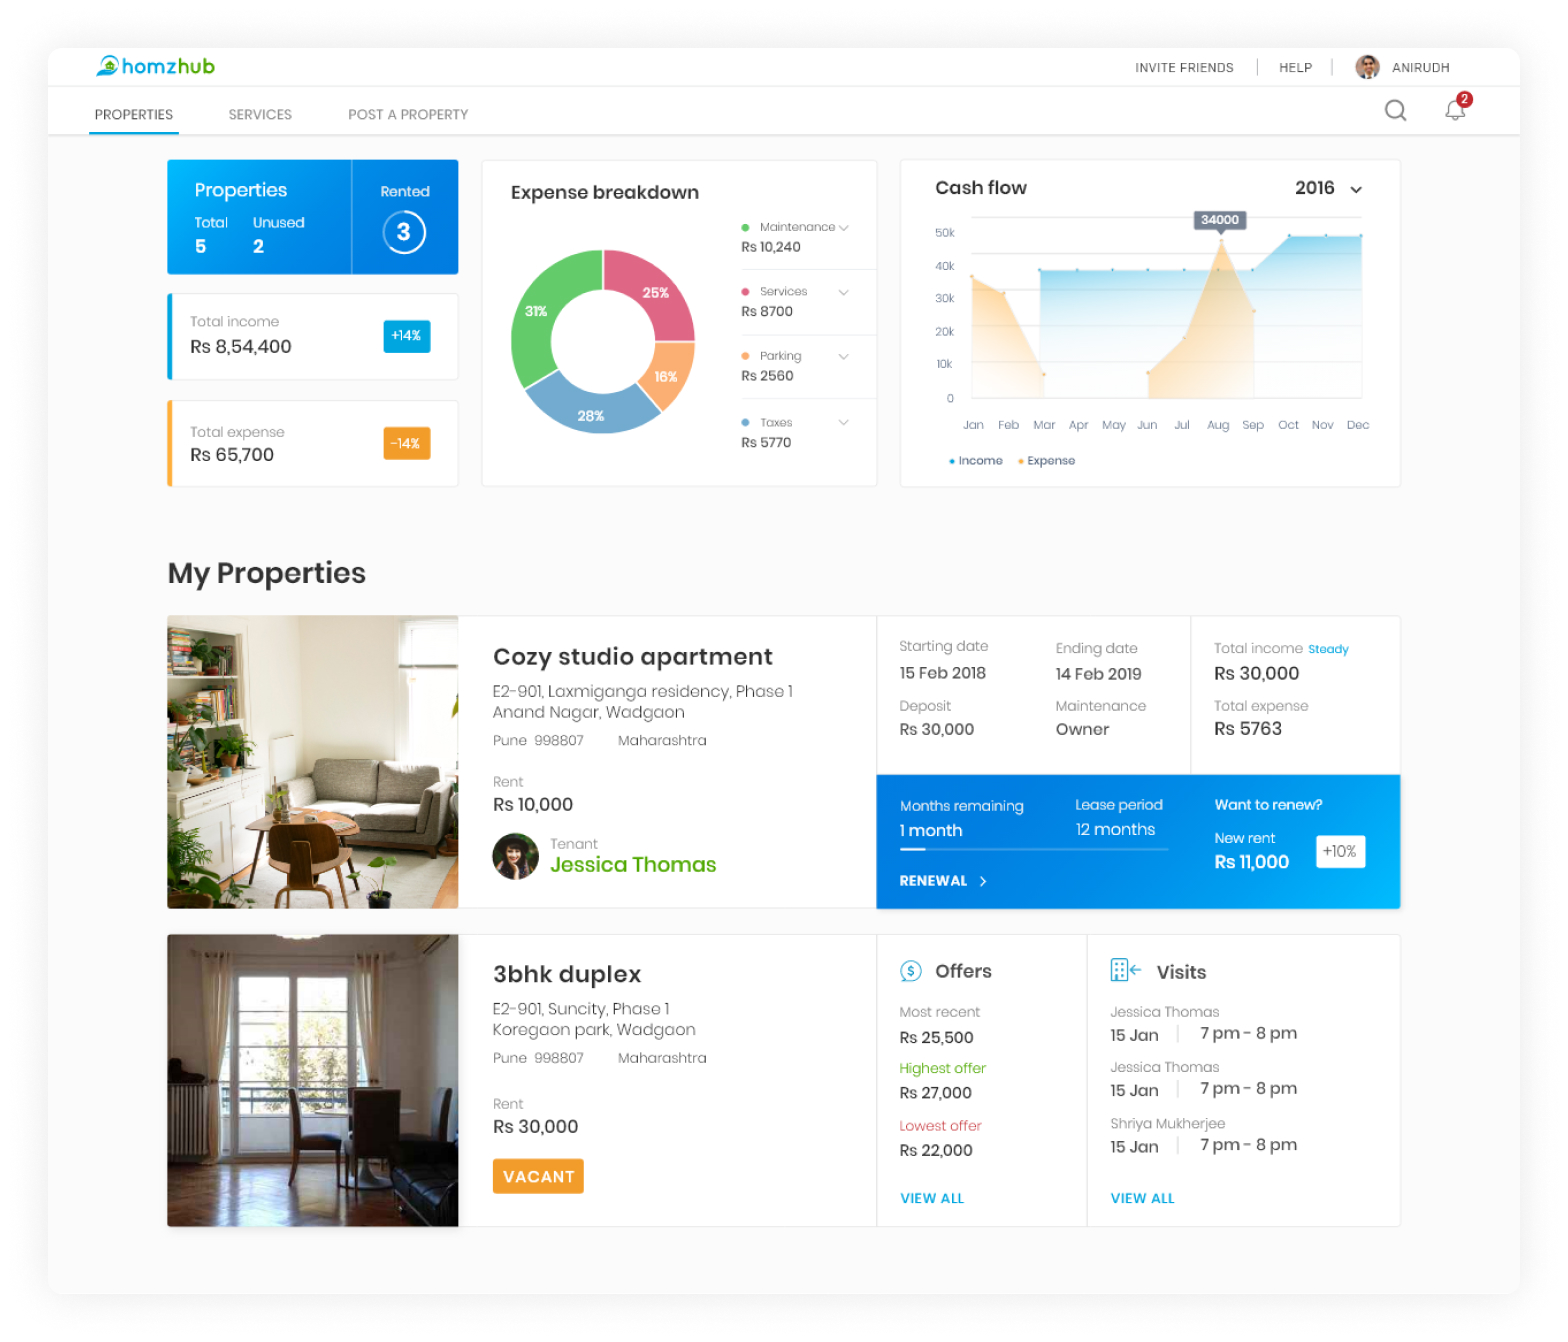 homzhub
INVITE FRIENDS
HELP
ANIRUDH
PROPERTIES
SERVICES
POST A PROPERTY
2
Properties
Total
5
Unused
2
Rented
3
Total income
Rs 8,54,400
+14%
Total expense
Rs 65,700
-14%
Expense breakdown
31%
25%
16%
28%
Maintenance
Rs 10,240
Services
Rs 8700
Parking
Rs 2560
Taxes
Rs 5770
Cash flow
2016
34000
50k
40k
30k
20k
10k
0
Jan Feb Mar Apr May Jun Jul Aug Sep Oct Nov Dec
Income
Expense
My Properties
Cozy studio apartment
E2-901, Laxmiganga residency, Phase 1
Anand Nagar, Wadgaon
Pune 998807 Maharashtra
Rent
Rs 10,000
Tenant
Jessica Thomas
Starting date
15 Feb 2018
Ending date
14 Feb 2019
Deposit
Rs 30,000
Maintenance
Owner
Total income Steady
Rs 30,000
Total expense
Rs 5763
Months remaining
1 month
Lease period
12 months
RENEWAL
Want to renew?
New rent
Rs 11,000
+10%
3bhk duplex
E2-901, Suncity, Phase 1
Koregaon park, Wadgaon
Pune 998807 Maharashtra
Rent
Rs 30,000
VACANT
$
Offers
Most recent
Rs 25,500
Highest offer
Rs 27,000
Lowest offer
Rs 22,000
VIEW ALL
Visits
Jessica Thomas
15 Jan 7 pm - 8 pm
Jessica Thomas
15 Jan 7 pm - 8 pm
Shriya Mukherjee
15 Jan 7 pm - 8 pm
VIEW ALL